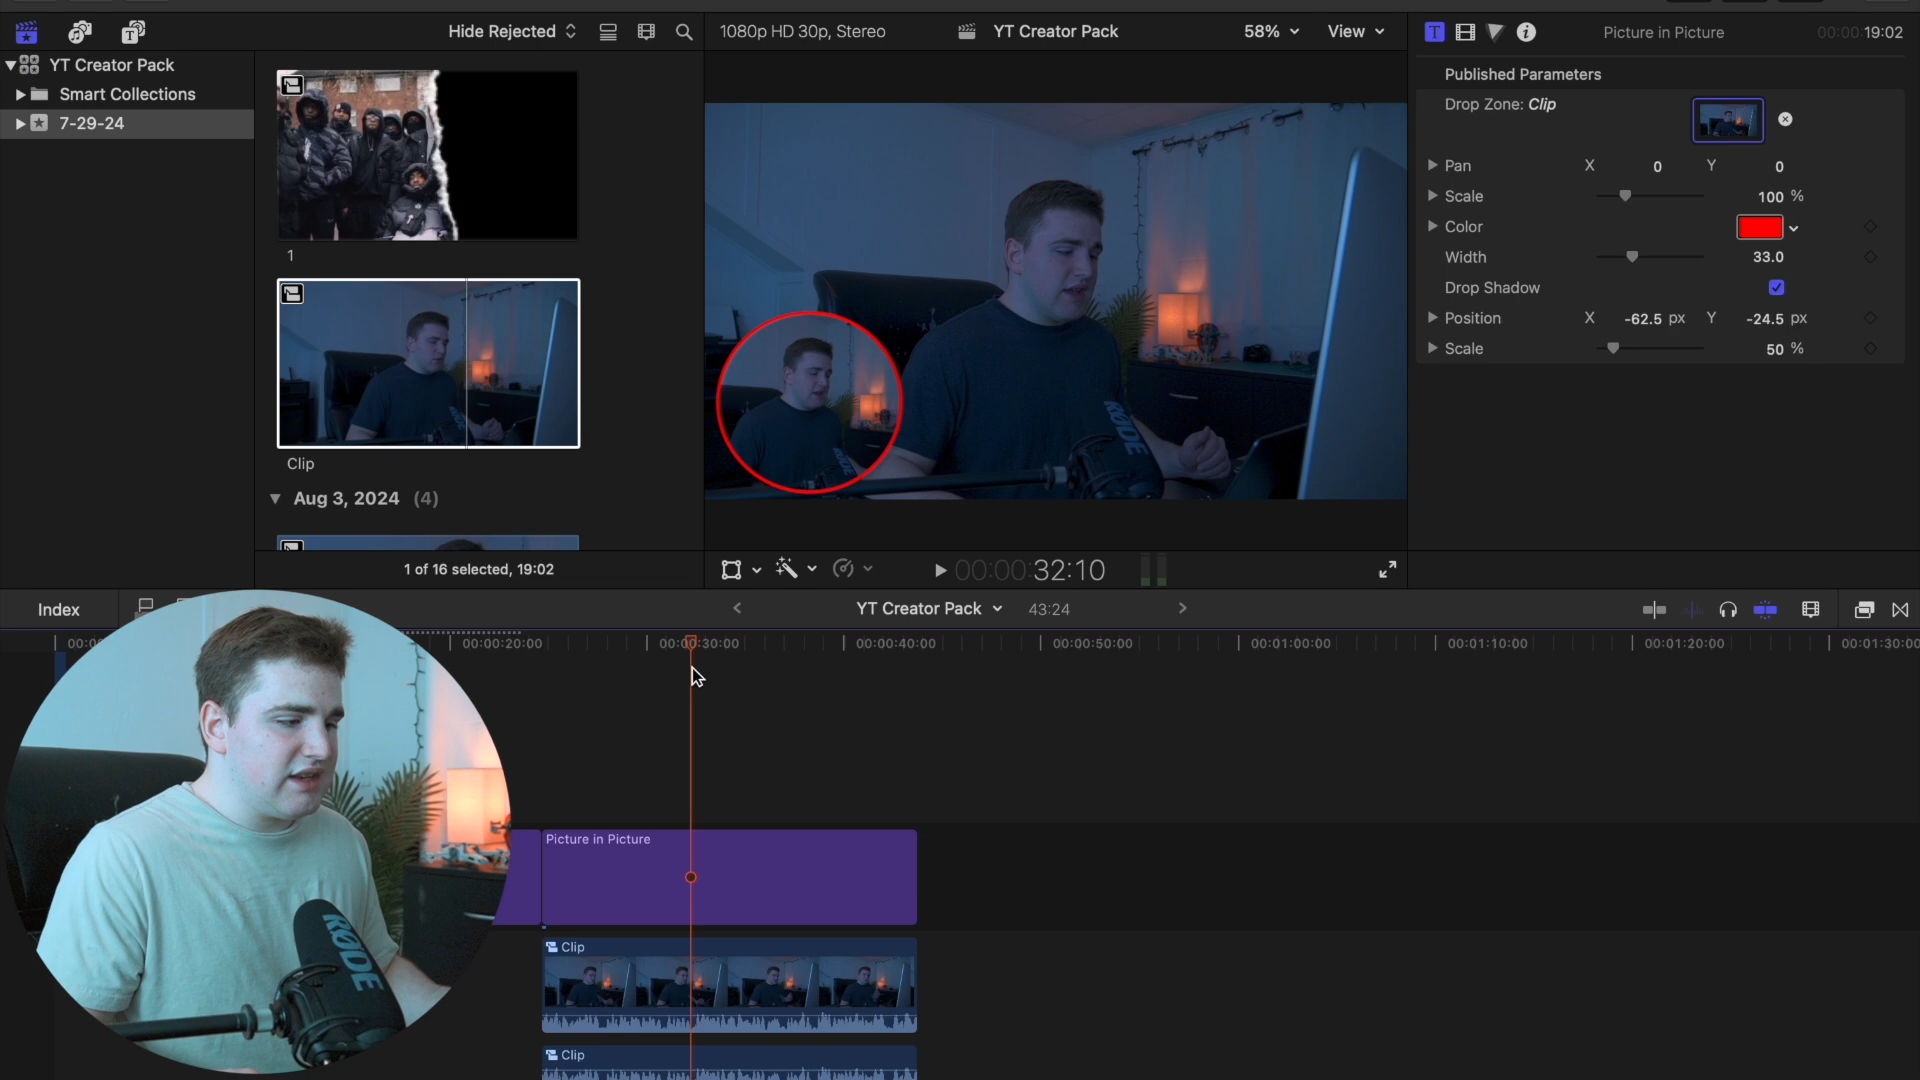 Hide Rejected
1080p HD 30p, Stereo
YT Creator Pack
58%
View
T
Picture in Picture
00:00:19:02
YT Creator Pack
Smart Collections
7-29-24
1
Clip
Aug 3, 2024 (4)
1 of 16 selected, 19:02
RØDE
RØDE
00:00:32:10
Published Parameters
Drop Zone: Clip
Pan X 0 Y 0
Scale 100 %
Color
Width 33.0
Drop Shadow
Position X -62.5 px Y -24.5 px
Scale 50 %
Index
YT Creator Pack
43:24
00:00:20:00
00:00:30:00
00:00:40:00
00:00:50:00
00:01:00:00
00:01:10:00
00:01:20:00
00:01:30:00
Picture in Picture
Clip
Clip
RØDE